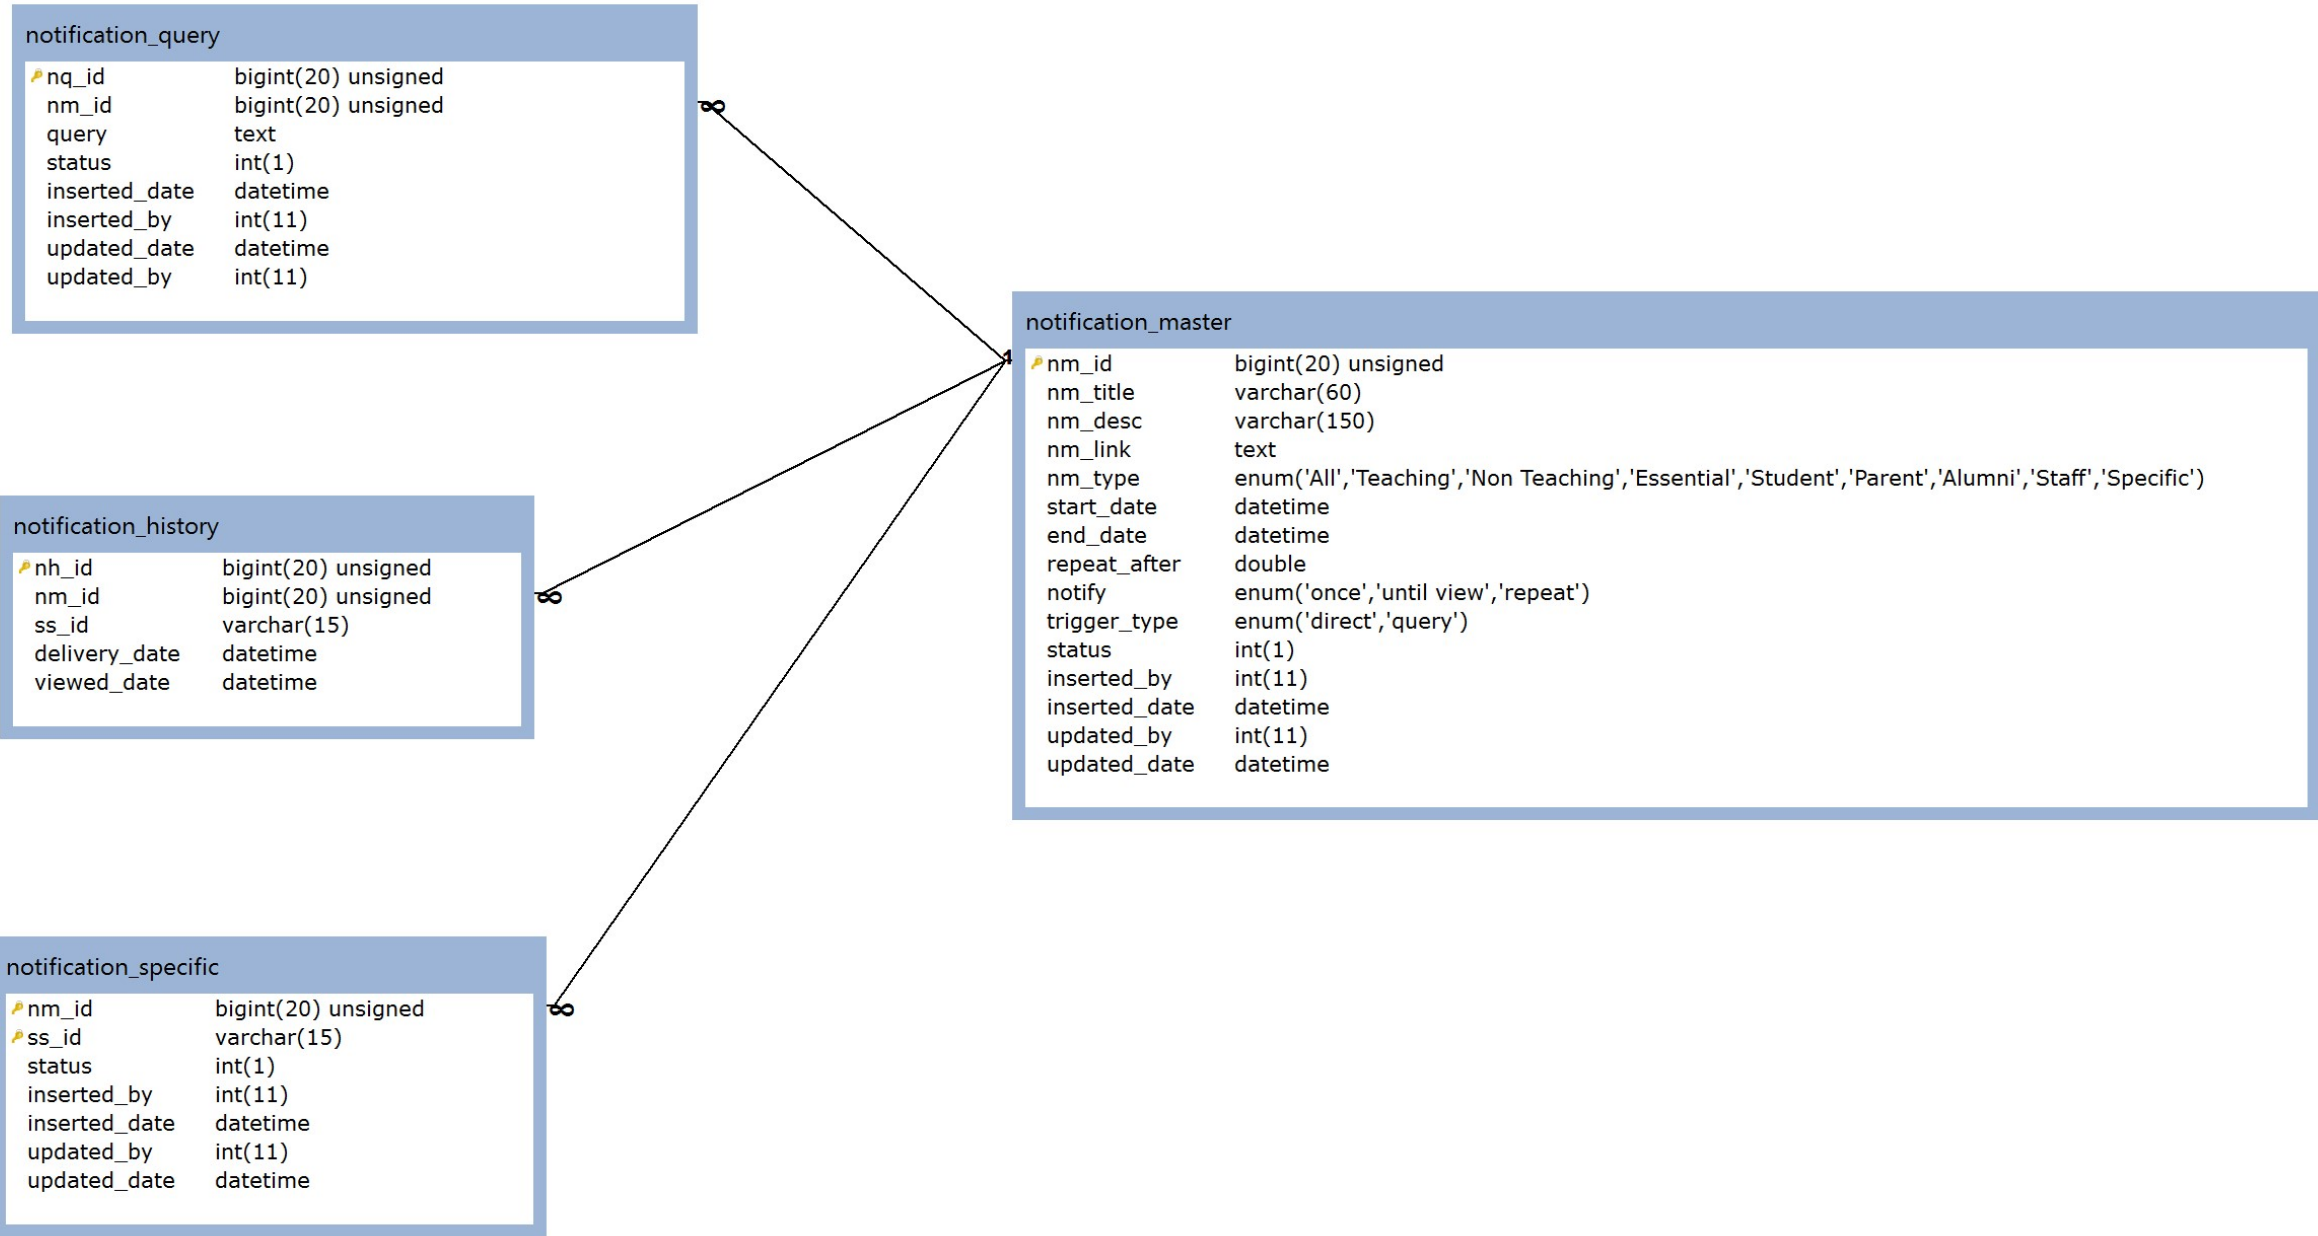 notification_query
nq_id bigint(20) unsigned
nm_id bigint(20) unsigned
query text
status int(1)
inserted_date datetime
inserted_by int(11)
updated_date datetime
updated_by int(11)
∞
1
notification_master
nm_id bigint(20) unsigned
nm_title varchar(60)
nm_desc varchar(150)
nm_link text
nm_type enum('All','Teaching','Non Teaching','Essential','Student','Parent','Alumni','Staff','Specific')
start_date datetime
end_date datetime
repeat_after double
notify enum('once','until view','repeat')
trigger_type enum('direct','query')
status int(1)
inserted_by int(11)
inserted_date datetime
updated_by int(11)
updated_date datetime
notification_history
nh_id bigint(20) unsigned
nm_id bigint(20) unsigned
ss_id varchar(15)
delivery_date datetime
viewed_date datetime
∞
notification_specific
nm_id bigint(20) unsigned
ss_id varchar(15)
status int(1)
inserted_by int(11)
inserted_date datetime
updated_by int(11)
updated_date datetime
∞